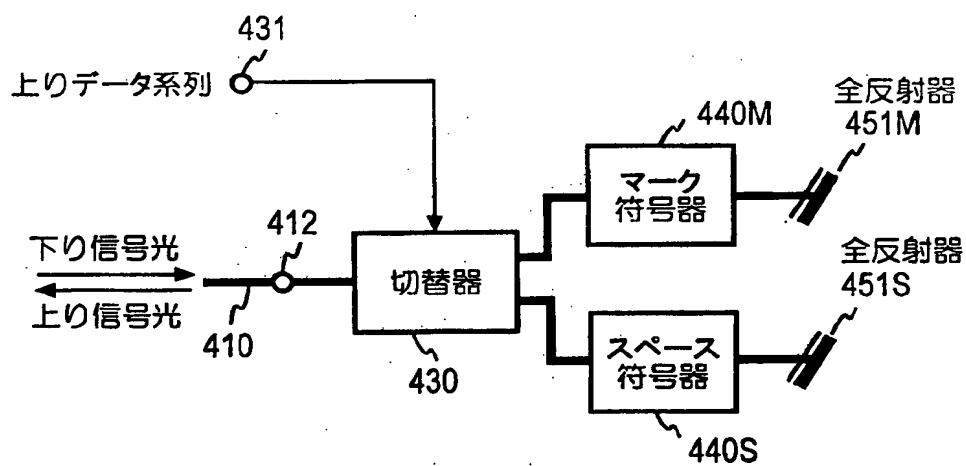 431
上りデータ系列
全反射器
451M
440M
マーク
符号器
412
下り信号光
切替器
全反射器
451S
上り信号光
410
430
スペース
符号器
440S